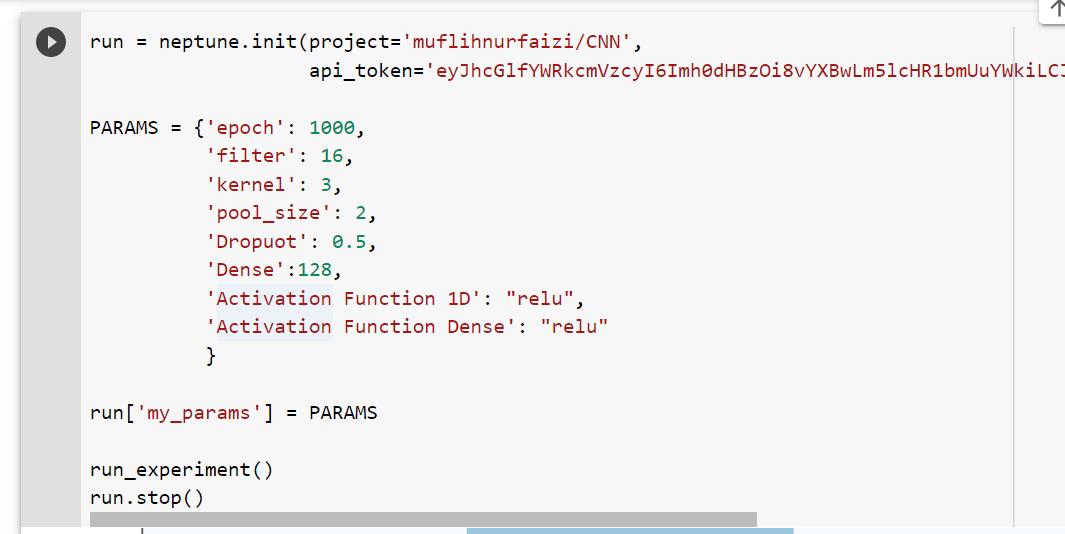 run = neptune.init(project='muflihnurfaizi/CNN',
api_token='eyJhcGlfYWRkcmVzcyI6Imh0dHBzOi8vYXBwLm5lcHR1bmUuYWkiLCJ
PARAMS = {'epoch': 1000,
'filter': 16,
'kernel': 3,
'pool_size': 2,
'Dropuot': 0.5,
'Dense':128,
'Activation Function 1D': "relu",
'Activation Function Dense': "relu"
}
run['my_params'] = PARAMS
run_experiment()
run.stop()